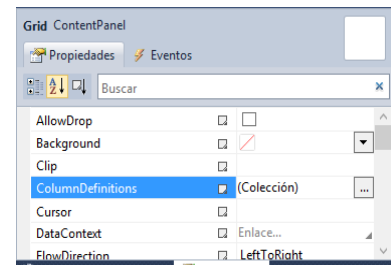 Grid ContentPanel
Propiedades Eventos
Buscar
AllowDrop
Background
Clip
ColumnDefinitions (Colección) ...
Cursor
DataContext Enlace...
FlowDirection LeftToRight